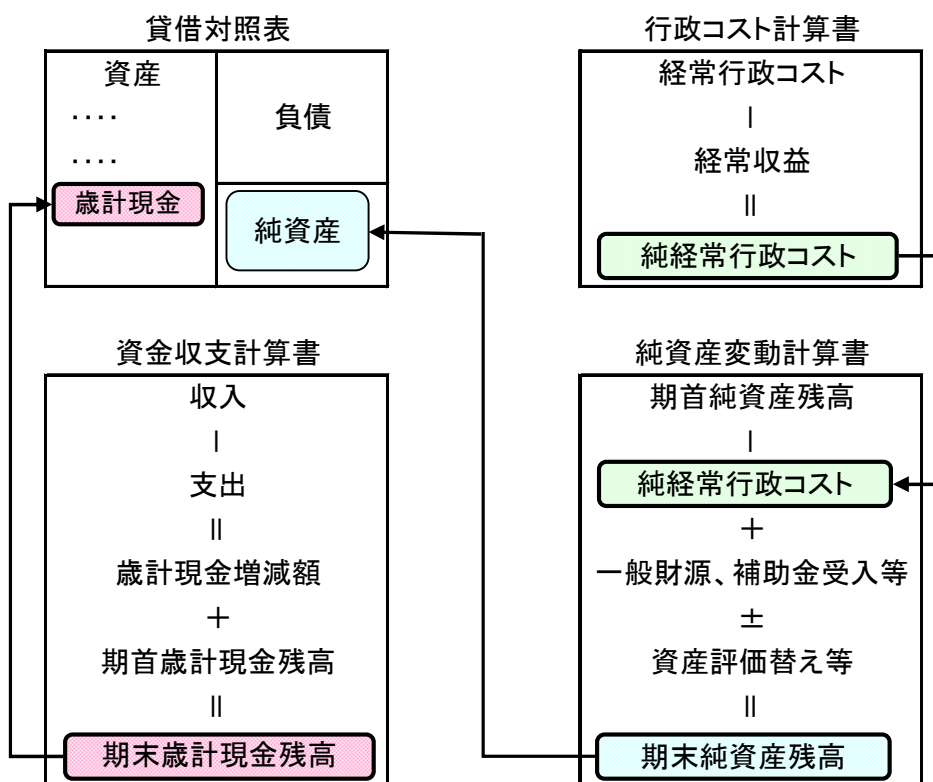 貸借対照表
資産
‥‥
‥‥
歳計現金
負債
純資産
行政コスト計算書
経常行政コスト
｜
経常収益
||
純経常行政コスト
資金収支計算書
収入
｜
支出
||
歳計現金増減額
＋
期首歳計現金残高
||
期末歳計現金残高
純資産変動計算書
期首純資産残高
｜
純経常行政コスト
＋
一般財源、補助金受入等
±
資産評価替え等
||
期末純資産残高